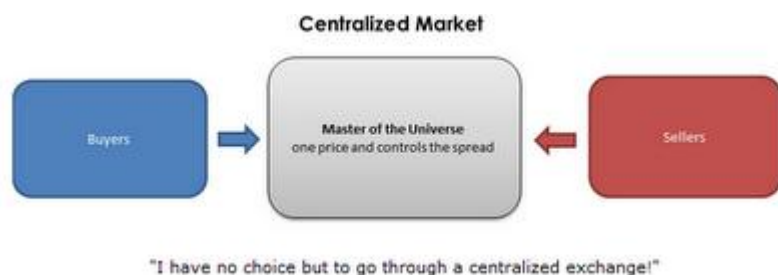 Centralized Market
Buyers
Master of the Universe
one price and controls the spread
Sellers
"I have no choice but to go through a centralized exchange!"